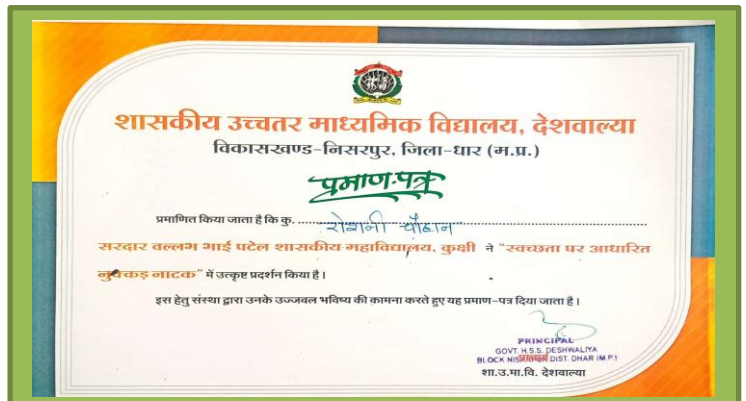 शासकीय उच्चतर माध्यमिक विद्यालय, देशवाल्या
विकासखण्ड-निसरपुर, जिला-धार (म.प्र.)
प्रमाण-पत्र
प्रमाणित किया जाता है कि कु. रोशनी चौहान
सरदार वल्लभ भाई पटेल शासकीय महाविद्यालय, कुक्षी ने "स्वच्छता पर आधारित
नुक्कड़ नाटक" में उत्कृष्ट प्रदर्शन किया है।
इस हेतु संस्था द्वारा उनके उज्जवल भविष्य की कामना करते हुए यह प्रमाण-पत्र दिया जाता है।
PRINCIPAL
GOVT. H.S.S. DESHWALIYA
BLOCK NISARPUR DIST. DHAR (M.P.)
शा.उ.मा.वि. देशवाल्या